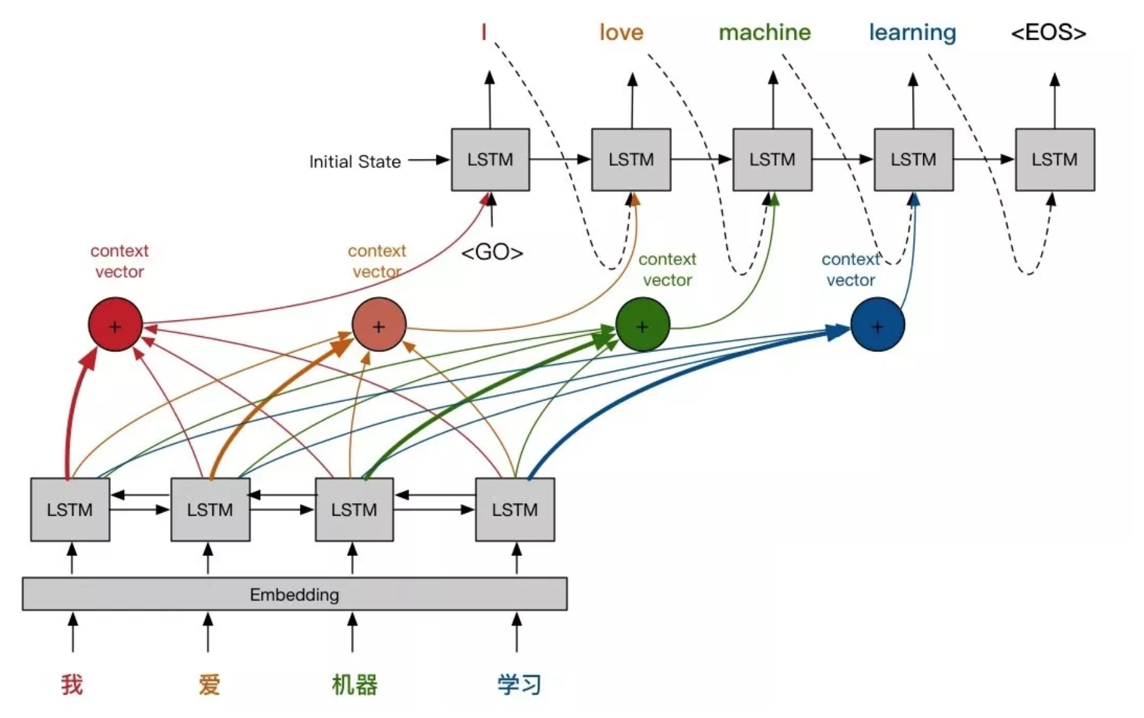 I love machine learning <EOS>
Initial State
LSTM LSTM LSTM LSTM LSTM
<GO>
context
vector
context
vector
context
vector
context
vector
+ + + +
LSTM LSTM LSTM LSTM
Embedding
我 爱 机器 学习